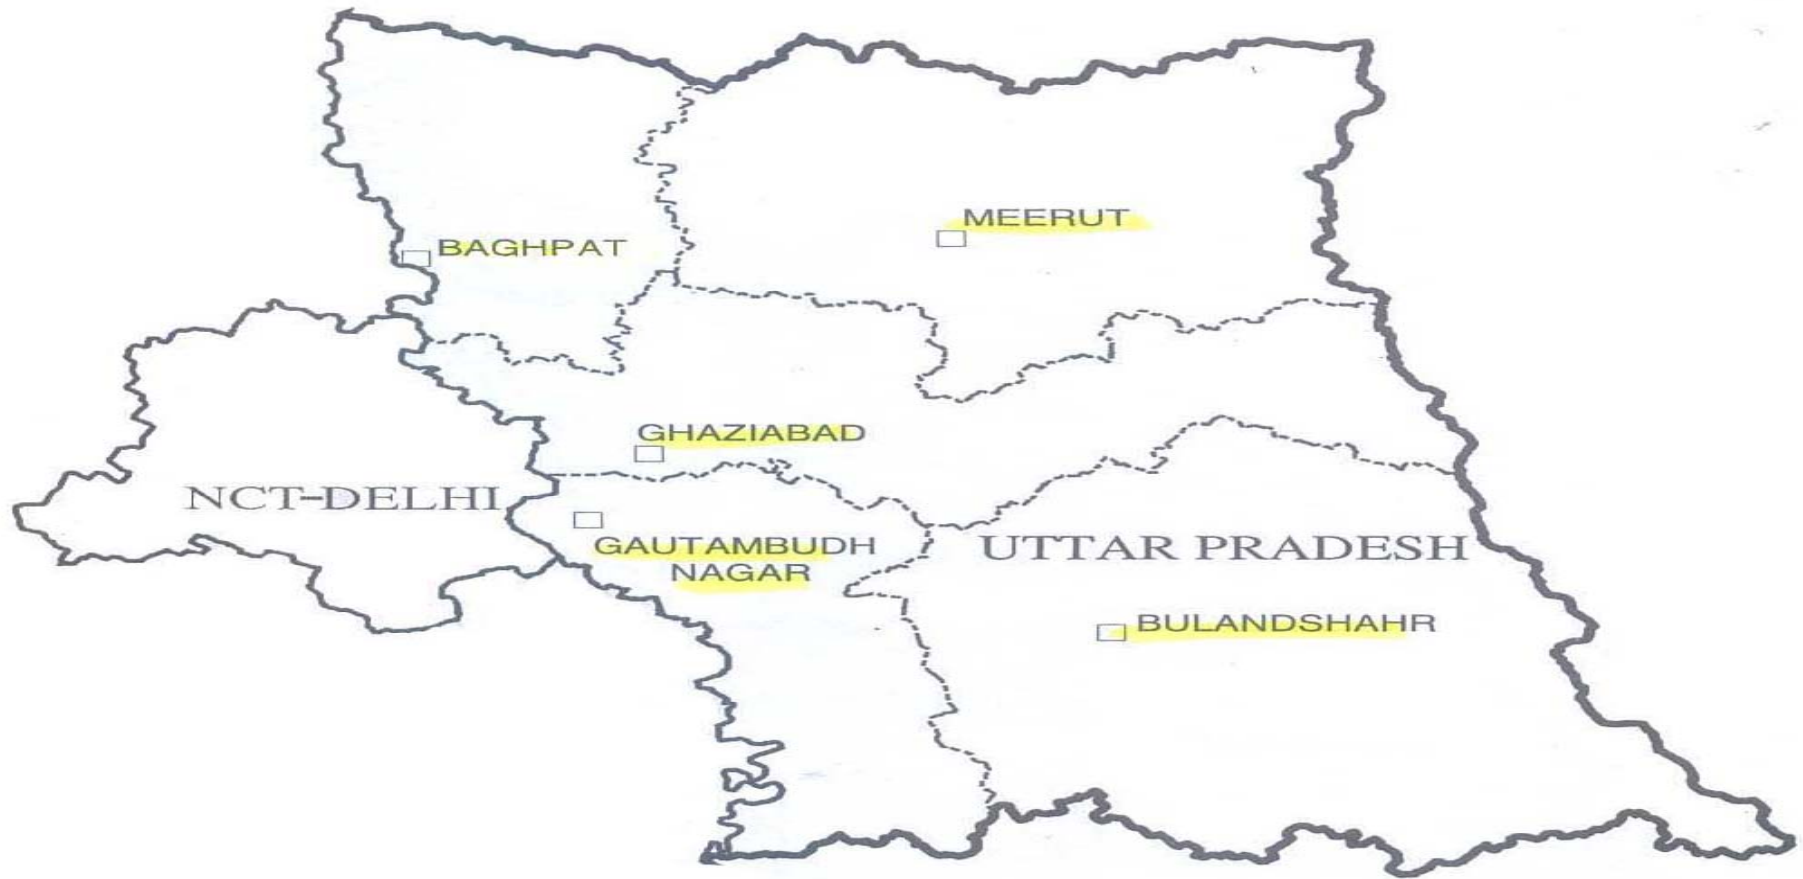 MEERUT
BAGHPAT
GHAZIABAD
NCT-DELHI
GAUTAMBUDH
NAGAR
UTTAR PRADESH
BULANDSHAHR